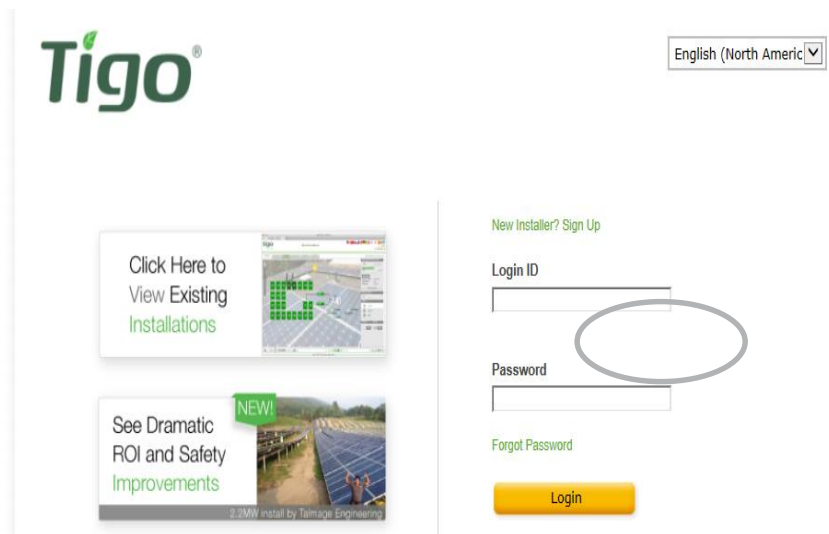 Tigo®
English (North Americ
Click Here to
View Existing
Installations
See Dramatic
ROI and Safety
Improvements
NEW!
2.2MW install by Talmage Engineering
New Installer? Sign Up
Login ID
Password
Forgot Password
Login